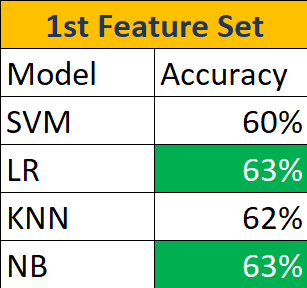 1st Feature Set
Model Accuracy
SVM 60%
LR 63%
KNN 62%
NB 63%